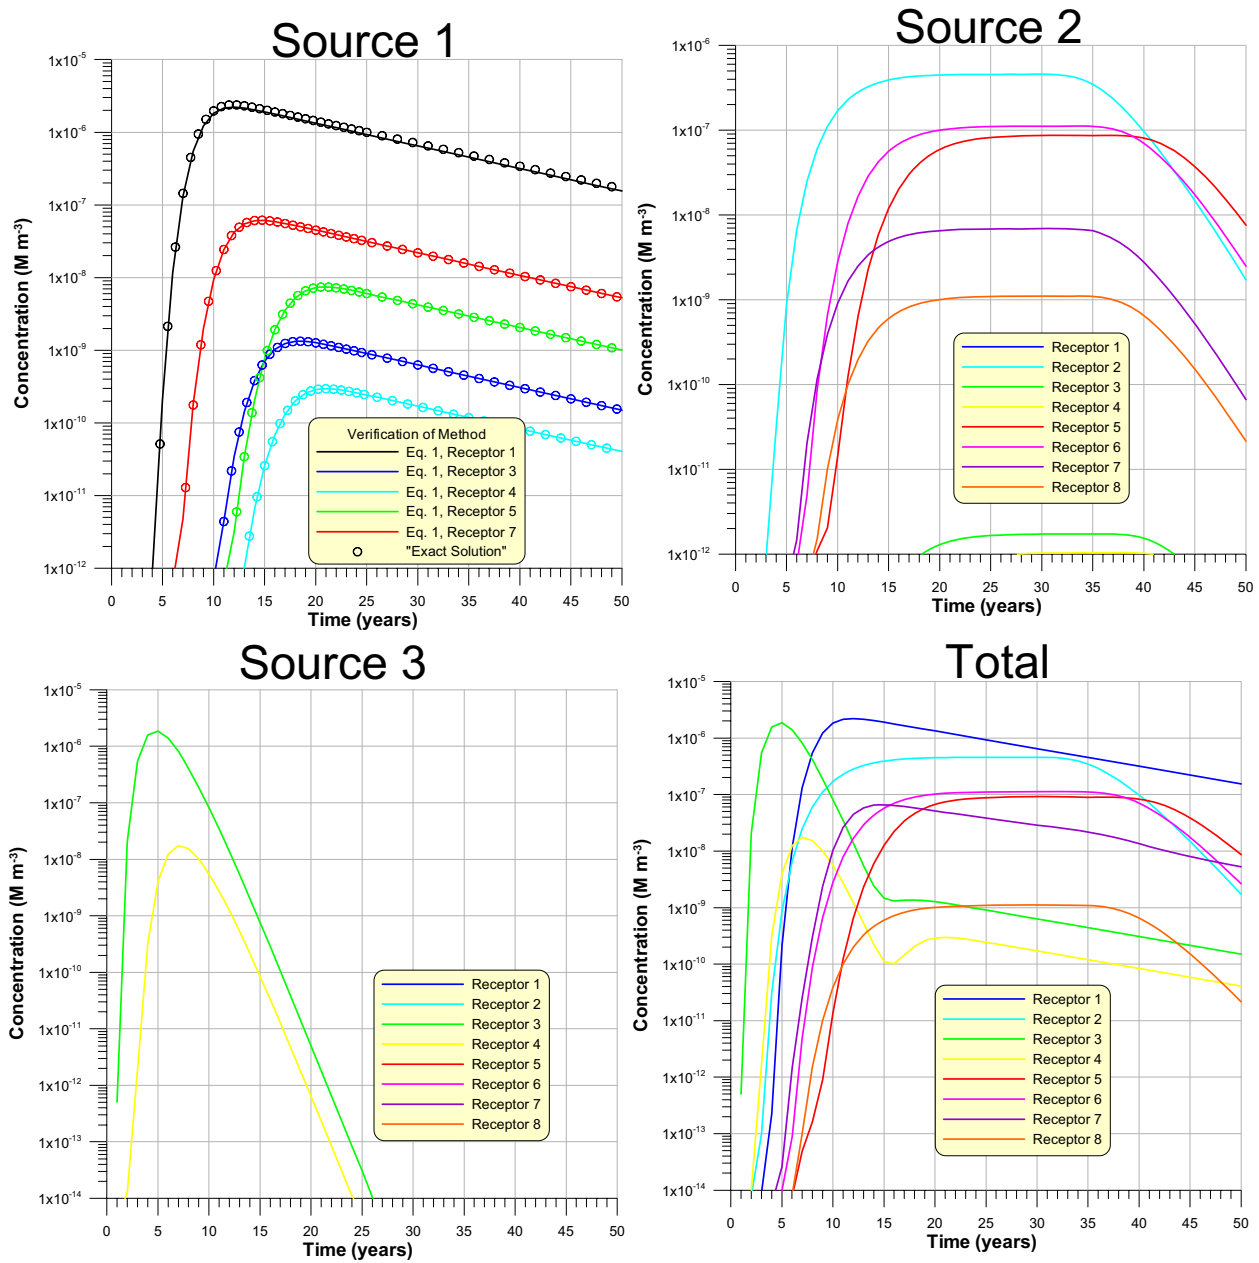 Source 1
1x10⁻⁵
1x10⁻⁶
1x10⁻⁷
1x10⁻⁸
1x10⁻⁹
1x10⁻¹⁰
1x10⁻¹¹
1x10⁻¹²
Concentration (M m⁻³)
0 5 10 15 20 25 30 35 40 45 50
Time (years)
Verification of Method
Eq. 1, Receptor 1
Eq. 1, Receptor 3
Eq. 1, Receptor 4
Eq. 1, Receptor 5
Eq. 1, Receptor 7
"Exact Solution"
Source 2
1x10⁻⁶
1x10⁻⁷
1x10⁻⁸
1x10⁻⁹
1x10⁻¹⁰
1x10⁻¹¹
1x10⁻¹²
Concentration (M m⁻³)
0 5 10 15 20 25 30 35 40 45 50
Time (years)
Receptor 1
Receptor 2
Receptor 3
Receptor 4
Receptor 5
Receptor 6
Receptor 7
Receptor 8
Source 3
1x10⁻⁵
1x10⁻⁶
1x10⁻⁷
1x10⁻⁸
1x10⁻⁹
1x10⁻¹⁰
1x10⁻¹¹
1x10⁻¹²
1x10⁻¹³
1x10⁻¹⁴
Concentration (M m⁻³)
0 5 10 15 20 25 30 35 40 45 50
Time (years)
Receptor 1
Receptor 2
Receptor 3
Receptor 4
Receptor 5
Receptor 6
Receptor 7
Receptor 8
Total
1x10⁻⁵
1x10⁻⁶
1x10⁻⁷
1x10⁻⁸
1x10⁻⁹
1x10⁻¹⁰
1x10⁻¹¹
1x10⁻¹²
1x10⁻¹³
1x10⁻¹⁴
Concentration (M m⁻³)
0 5 10 15 20 25 30 35 40 45 50
Time (years)
Receptor 1
Receptor 2
Receptor 3
Receptor 4
Receptor 5
Receptor 6
Receptor 7
Receptor 8